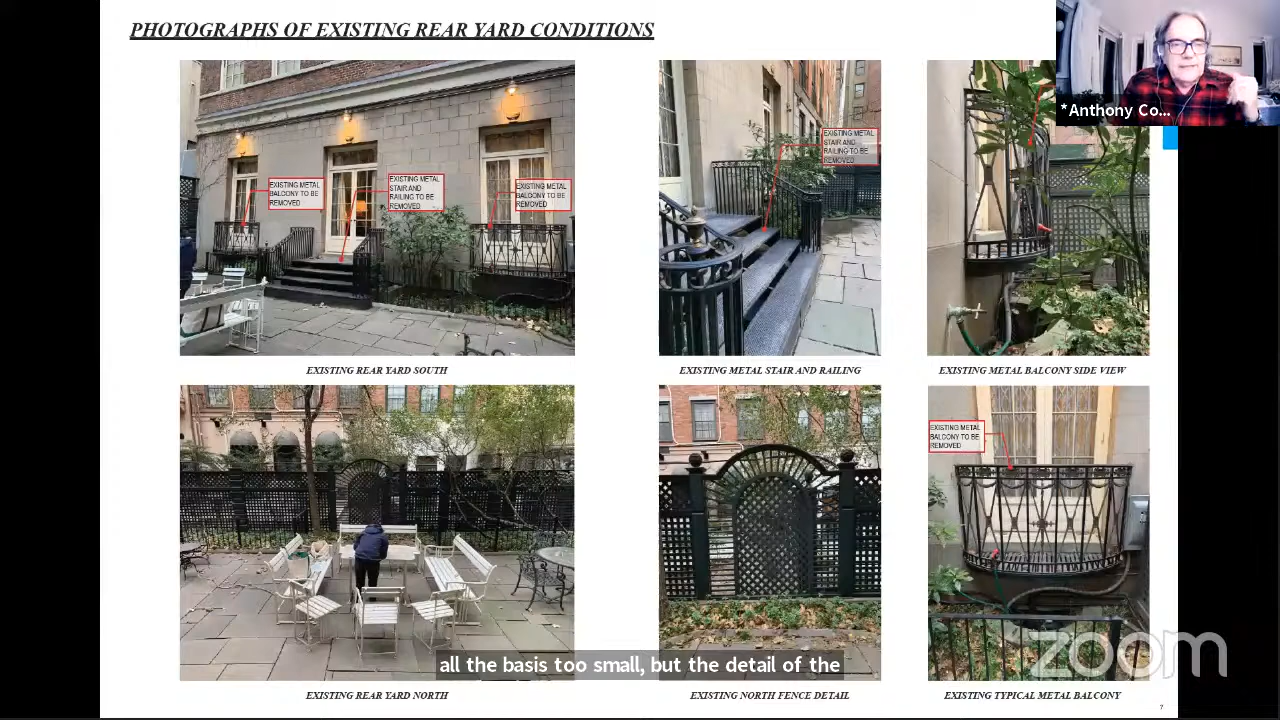 PHOTOGRAPHS OF EXISTING REAR YARD CONDITIONS
*Anthony Co...
EXISTING METAL
BALCONY TO BE
REMOVED
EXISTING METAL
STAIR AND
RAILING TO BE
REMOVED
EXISTING METAL
BALCONY TO BE
REMOVED
EXISTING METAL
STAIR AND
RAILING TO BE
REMOVED
EXISTING REAR YARD SOUTH
EXISTING METAL STAIR AND RAILING
EXISTING METAL BALCONY SIDE VIEW
EXISTING METAL
BALCONY TO BE
REMOVED
all the basis too small, but the detail of the
zoom
EXISTING REAR YARD NORTH
EXISTING NORTH FENCE DETAIL
EXISTING TYPICAL METAL BALCONY
7